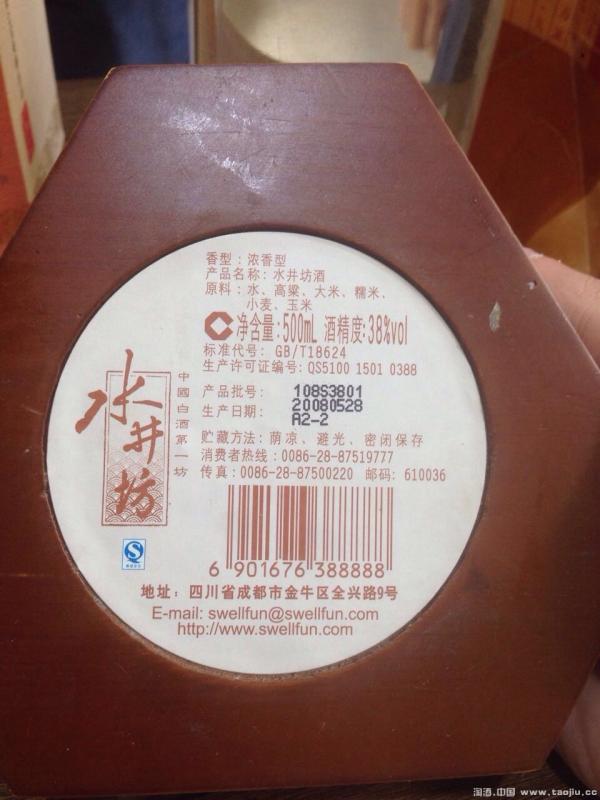 香型：浓香型
产品名称：水井坊酒
原料：水、高粱、大米、糯米、
小麦、玉米
净含量：500mL 酒精度：38%vol
标准代号：GB/T18624
生产许可证编号：QS5100 1501 0388
产品批号：108S3801
生产日期：20080528
A2-2
贮藏方法：荫凉、避光、密闭保存
消费者热线：0086-28-87519777
传真：0086-28-87500220 邮码：610036
水井坊
中國白酒第一坊
6 901676 388888
地址：四川省成都市金牛区全兴路9号
E-mail: swellfun@swellfun.com
http://www.swellfun.com
淘酒.中国 www.taojiu.cc